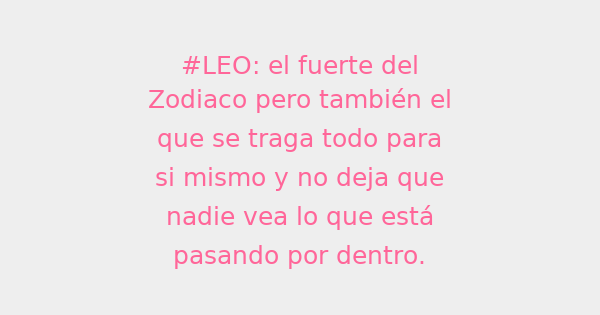 #LEO: el fuerte del
Zodiaco pero también el
que se traga todo para
si mismo y no deja que
nadie vea lo que está
pasando por dentro.